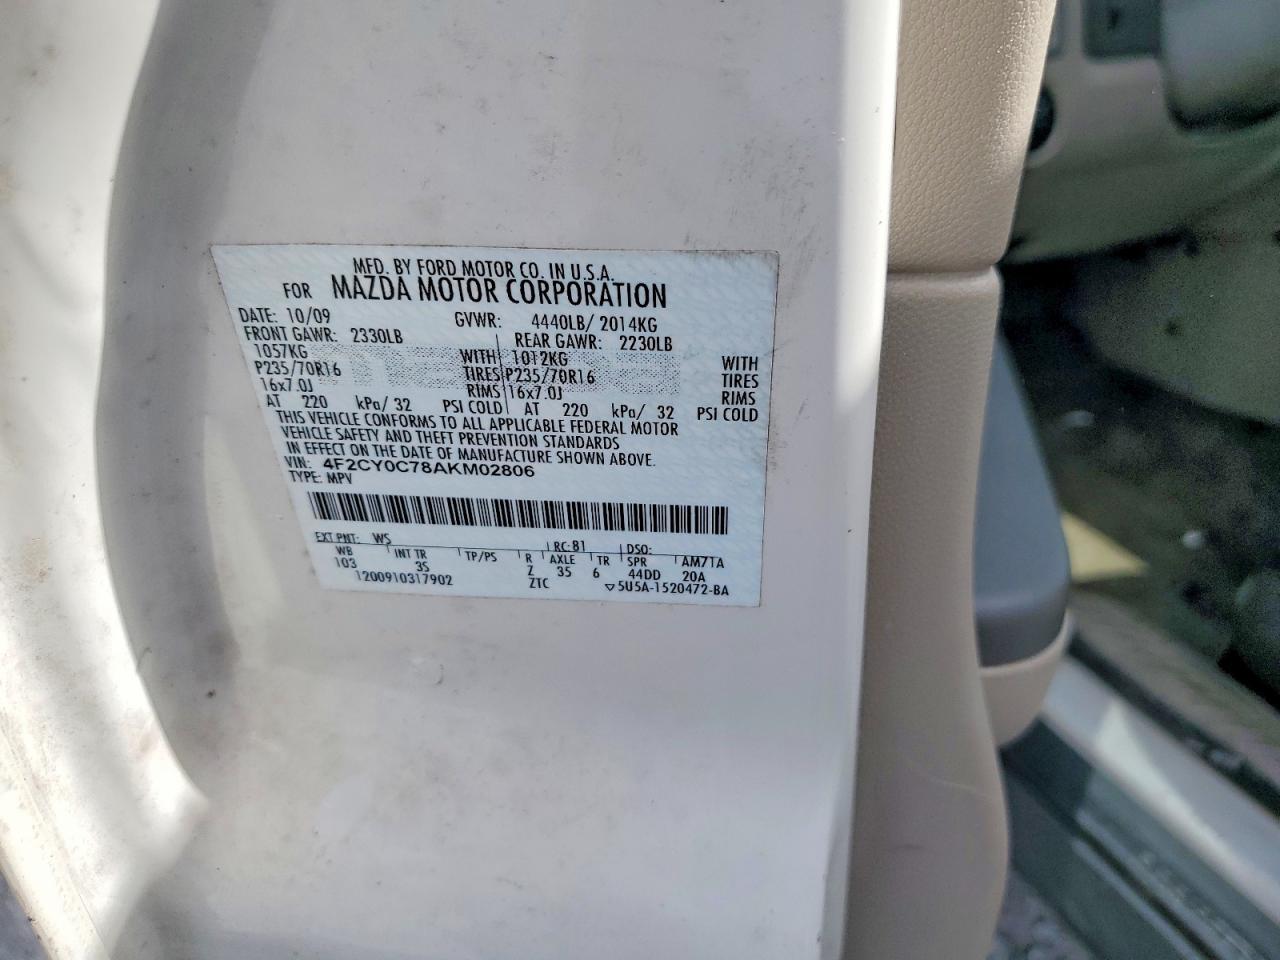 MFD. BY FORD MOTOR CO. IN U.S.A.
FOR MAZDA MOTOR CORPORATION
DATE: 10/09 GVWR: 4440LB/ 2014KG
FRONT GAWR: 2330LB REAR GAWR: 2230LB
1057KG WITH 1012KG WITH
P235/70R16 TIRES P235/70R16 TIRES
16x7.0J RIMS 16x7.0J RIMS
AT 220 kPa/ 32 PSI COLD AT 220 kPa/ 32 PSI COLD
THIS VEHICLE CONFORMS TO ALL APPLICABLE FEDERAL MOTOR
VEHICLE SAFETY AND THEFT PREVENTION STANDARDS
IN EFFECT ON THE DATE OF MANUFACTURE SHOWN ABOVE.
VIN: 4F2CY0C78AKM02806
TYPE: MPV
EXT PNT: WS RC: 81 DSO:
WB INT TR TP/PS R AXLE TR SPR AM71A
103 3S Z 35 6 44DD 20A
1200910317902 ZTC ▽5U5A-1520472-BA